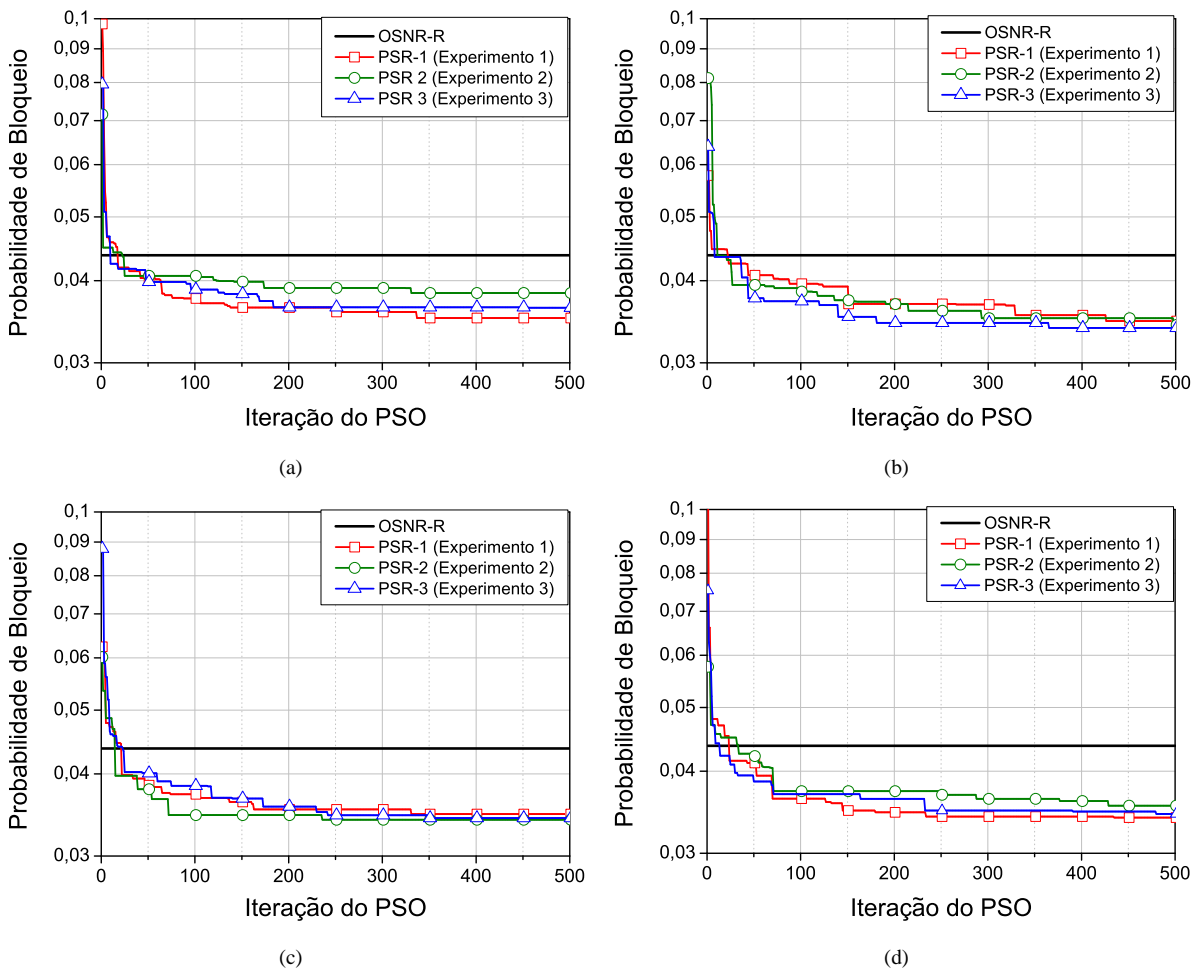 OSNR-R
PSR-1 (Experimento 1)
PSR 2 (Experimento 2)
PSR 3 (Experimento 3)
Probabilidade de Bloqueio
0,1
0,09
0,08
0,07
0,06
0,05
0,04
0,03
0 100 200 300 400 500
Iteração do PSO
(a)
OSNR-R
PSR-1 (Experimento 1)
PSR-2 (Experimento 2)
PSR-3 (Experimento 3)
Probabilidade de Bloqueio
0,1
0,09
0,08
0,07
0,06
0,05
0,04
0,03
0 100 200 300 400 500
Iteração do PSO
(b)
OSNR-R
PSR-1 (Experimento 1)
PSR-2 (Experimento 2)
PSR-3 (Experimento 3)
Probabilidade de Bloqueio
0,1
0,09
0,08
0,07
0,06
0,05
0,04
0,03
0 100 200 300 400 500
Iteração do PSO
(c)
OSNR-R
PSR-1 (Experimento 1)
PSR-2 (Experimento 2)
PSR-3 (Experimento 3)
Probabilidade de Bloqueio
0,1
0,09
0,08
0,07
0,06
0,05
0,04
0,03
0 100 200 300 400 500
Iteração do PSO
(d)